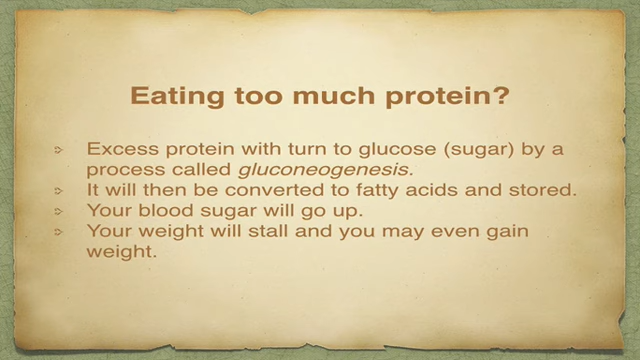 Eating too much protein?
Excess protein with turn to glucose (sugar) by a
process called gluconeogenesis.
It will then be converted to fatty acids and stored.
Your blood sugar will go up.
Your weight will stall and you may even gain
weight.